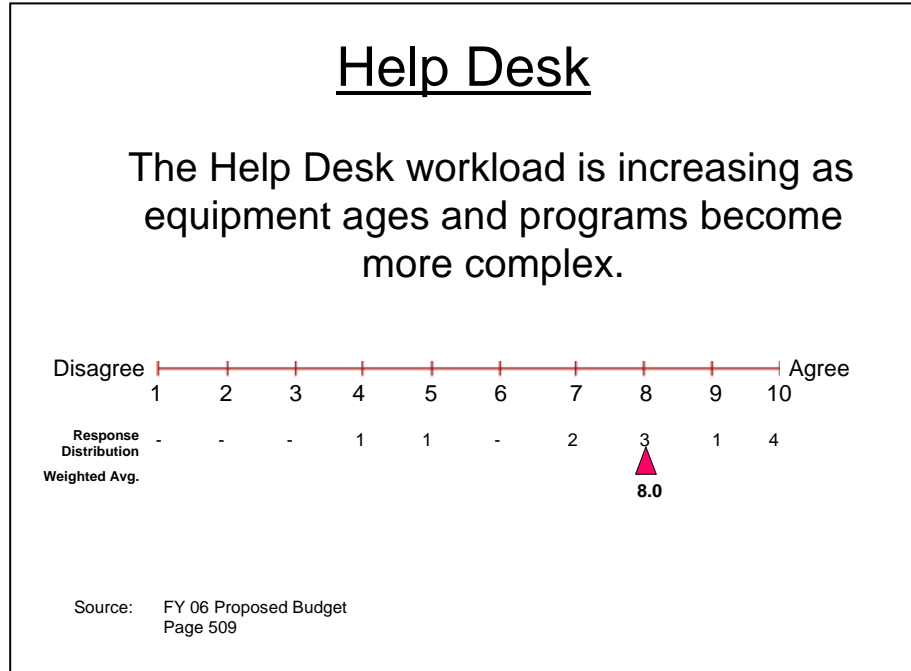 Help Desk
The Help Desk workload is increasing as
equipment ages and programs become
more complex.
Disagree Agree
1 2 3 4 5 6 7 8 9 10
Response
Distribution - - - 1 1 - 2 3 1 4
Weighted Avg.
8.0
Source: FY 06 Proposed Budget
Page 509